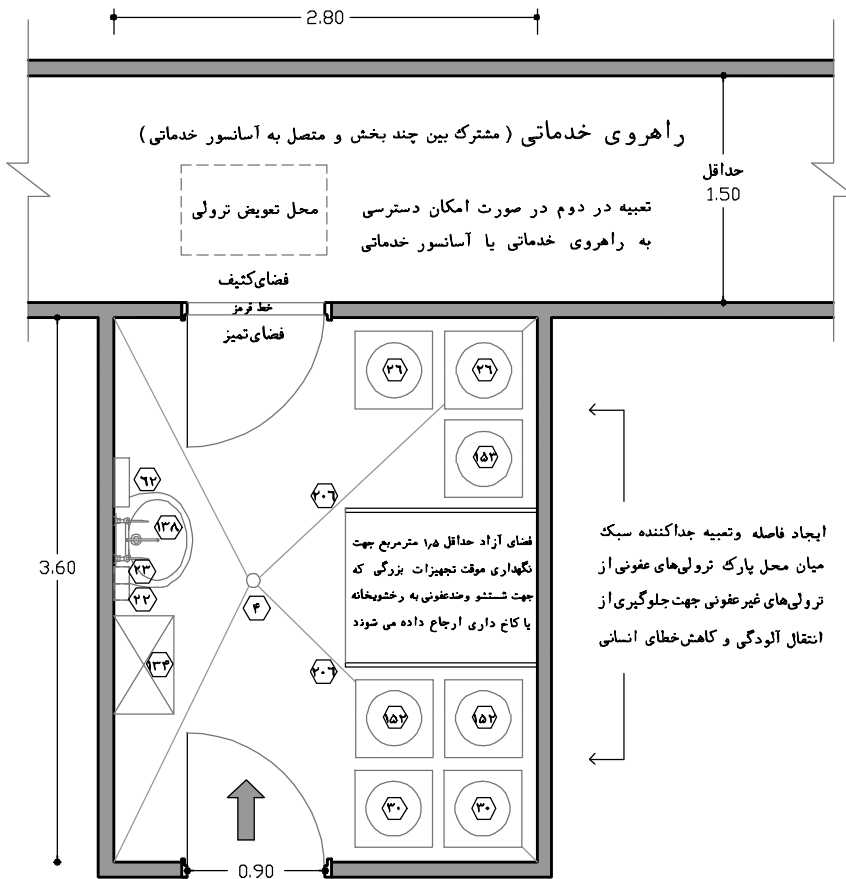 2.80
راهروی خدماتی ( مشترک بین چند بخش و متصل به آسانسور خدماتی )
حداقل
1.50
تعبیه در دوم در صورت امکان دسترسی
به راهروی خدماتی یا آسانسور خدماتی
محل تعویض ترولی
فضای کثیف
خط قرمز
فضای تمیز
۲۶
۲۶
۱۵۳
۶۲
۲۰۶
۱۳۸
۲۳
۲۲
3.60
۴
فضای آزاد حداقل ۱٫۵ مترمربع جهت
نگهداری موقت تجهیزات بزرگی که
جهت شستشو وضدعفونی به رختشویخانه
یا کاخ داری ارجاع داده می شوند
ایجاد فاصله وتعبیه جداکننده سبک
میان محل پارک ترولی‌های عفونی از
ترولی‌های غیرعفونی جهت جلوگیری از
انتقال آلودگی و کاهش خطای انسانی
۱۳۴
۲۰۶
۱۵۲
۱۵۲
۳۰
۳۰
0.90